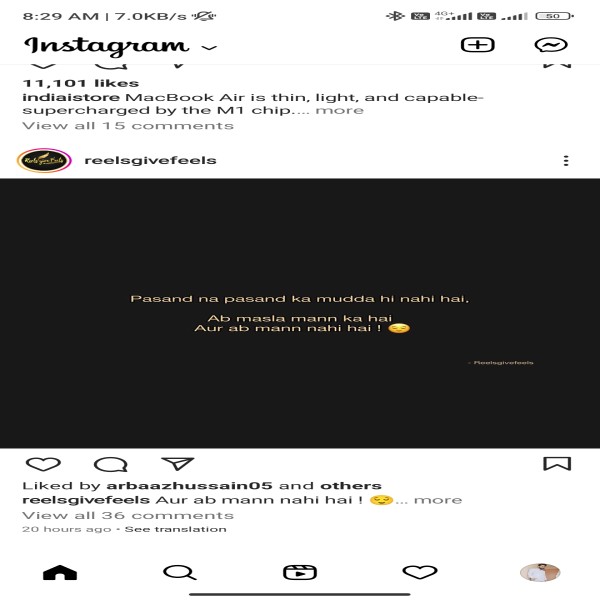 8:29 AM | 7.0KB/s
4G+
50
Instagram
11,101 likes
indiaistore MacBook Air is thin, light, and capable-
supercharged by the M1 chip.... more
View all 15 comments
reelsgivefeels
Pasand na pasand ka mudda hi nahi hai,
Ab masla mann ka hai
Aur ab mann nahi hai ! 😔
- Reelsgivefeels
Liked by arbaazhussain05 and others
reelsgivefeels Aur ab mann nahi hai ! 😔... more
View all 36 comments
20 hours ago • See translation